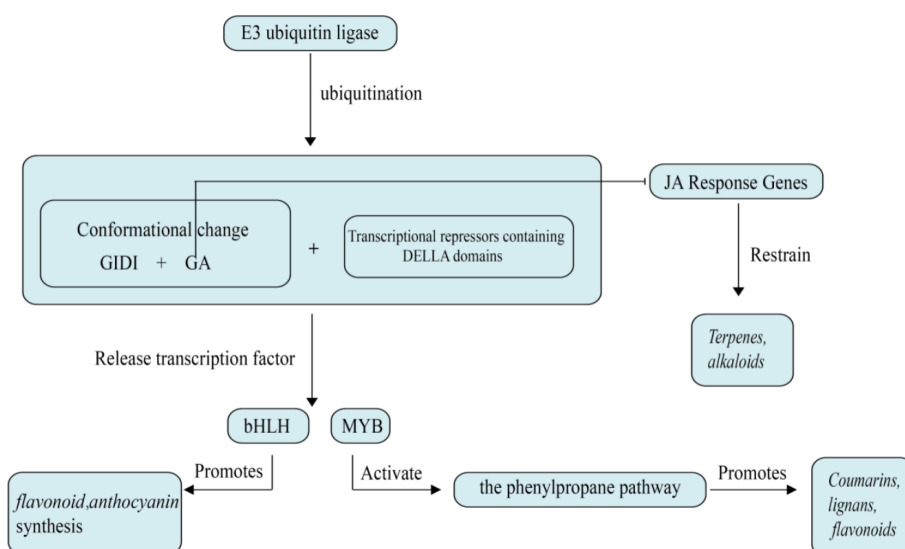 E3 ubiquitin ligase
ubiquitination
JA Response Genes
Conformational change
GIDI + GA
+
Transcriptional repressors containing
DELLA domains
Restrain
Terpenes,
alkaloids
Release transcription factor
bHLH
MYB
Promotes
Activate
the phenylpropane pathway
Promotes
flavonoid,anthocyanin
synthesis
Coumarins,
lignans,
flavonoids